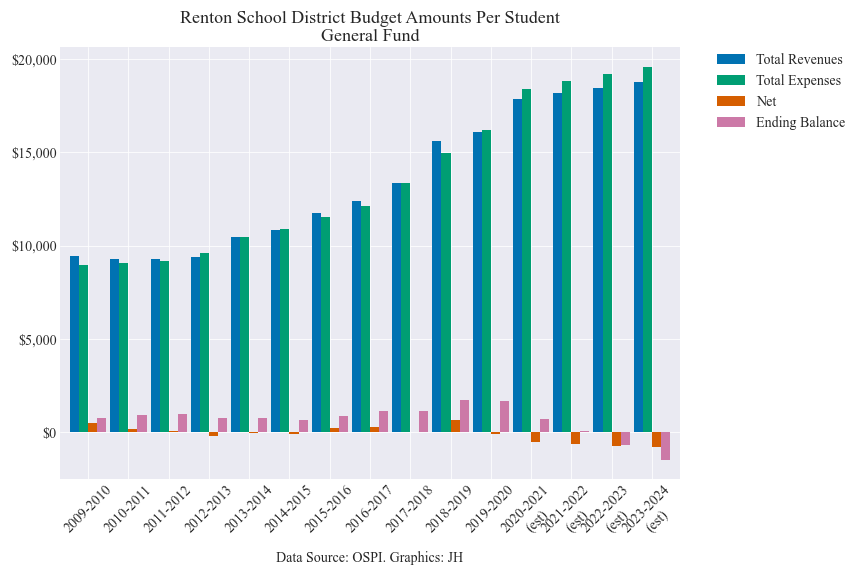 Renton School District Budget Amounts Per Student
General Fund
Total Revenues
Total Expenses
Net
Ending Balance
$20,000
$15,000
$10,000
$5,000
$0
2009-2010
2010-2011
2011-2012
2012-2013
2013-2014
2014-2015
2015-2016
2016-2017
2017-2018
2018-2019
2019-2020
2020-2021
(est)
2021-2022
(est)
2022-2023
(est)
2023-2024
(est)
Data Source: OSPI. Graphics: JH